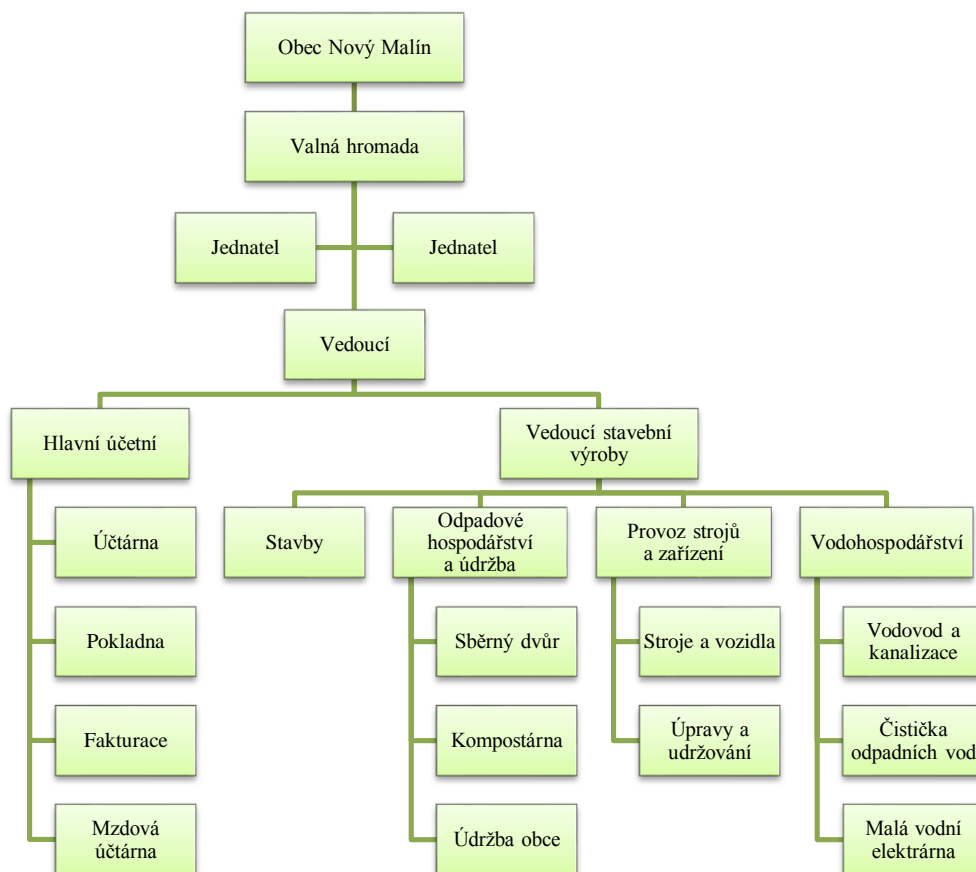 Obec Nový Malín
Valná hromada
Jednatel
Jednatel
Vedoucí
Hlavní účetní
Vedoucí stavební
výroby
Účtárna
Pokladna
Fakturace
Mzdová
účtárna
Stavby
Odpadové
hospodářství
a údržba
Sběrný dvůr
Kompostárna
Údržba obce
Provoz strojů
a zařízení
Stroje a vozidla
Úpravy a
udržování
Vodohospodářství
Vodovod a
kanalizace
Čistička
odpadních vod
Malá vodní
elektrárna